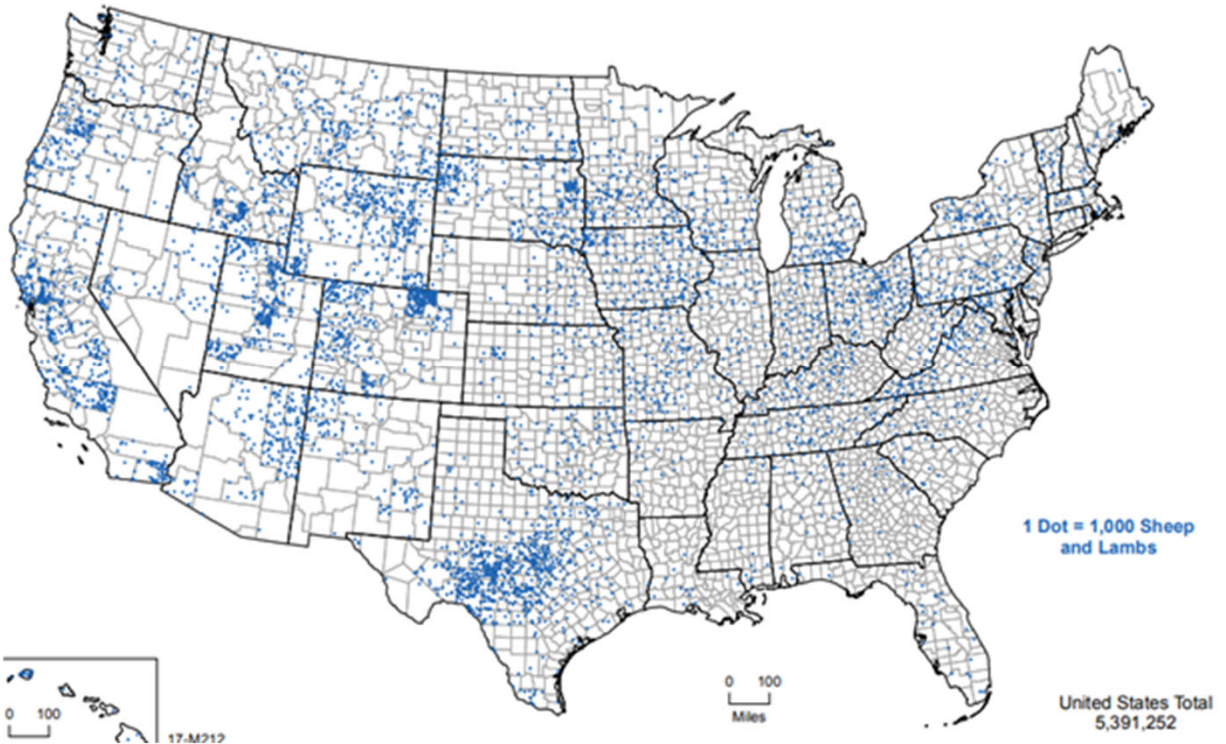 1 Dot = 1,000 Sheep
and Lambs
0 100
Miles
United States Total
5,391,252
0 100
17-M212